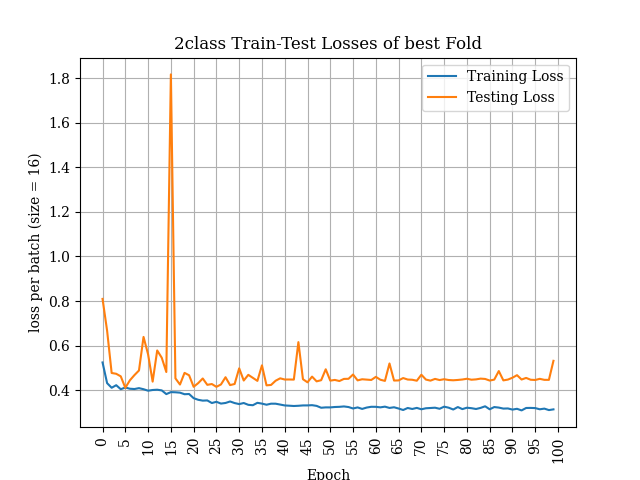 2class Train-Test Losses of best Fold
Training Loss
Testing Loss
loss per batch (size = 16)
1.8
1.6
1.4
1.2
1.0
0.8
0.6
0.4
0 5 10 15 20 25 30 35 40 45 50 55 60 65 70 75 80 85 90 95 100
Epoch